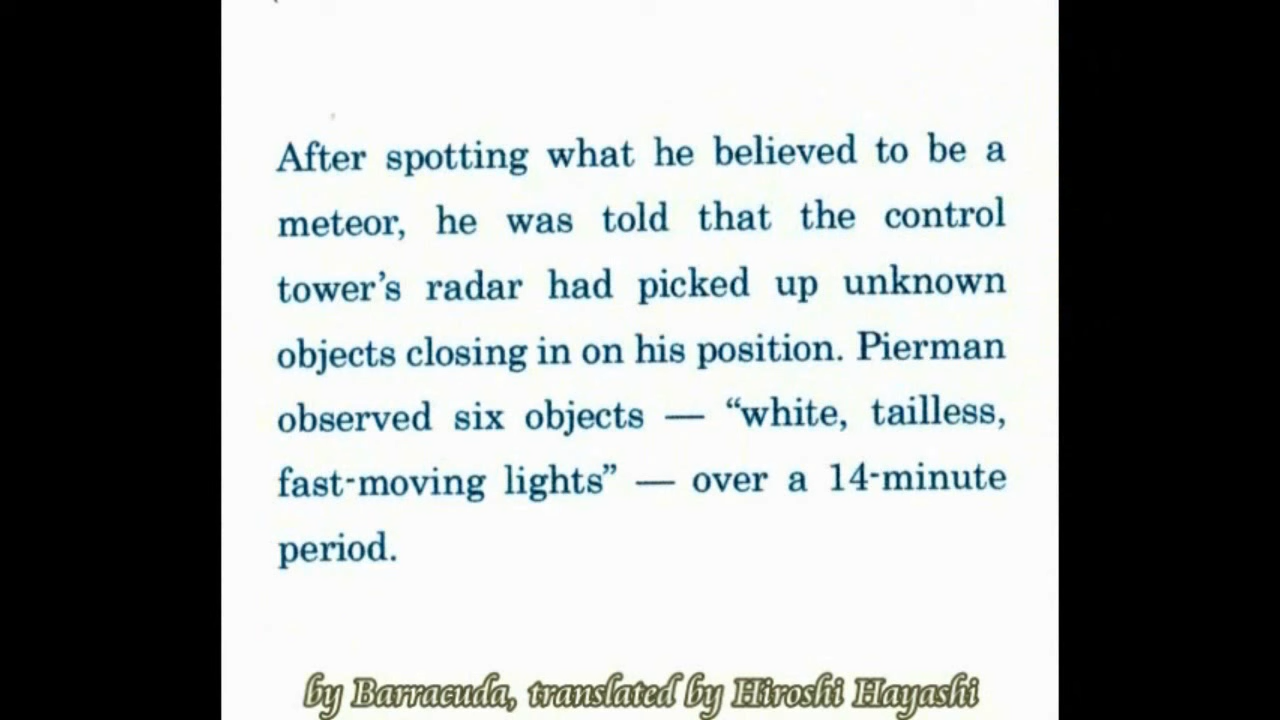 After spotting what he believed to be a
meteor, he was told that the control
tower’s radar had picked up unknown
objects closing in on his position. Pierman
observed six objects — “white, tailless,
fast-moving lights” — over a 14-minute
period.
by Barracuda, translated by Hiroshi Hayashi